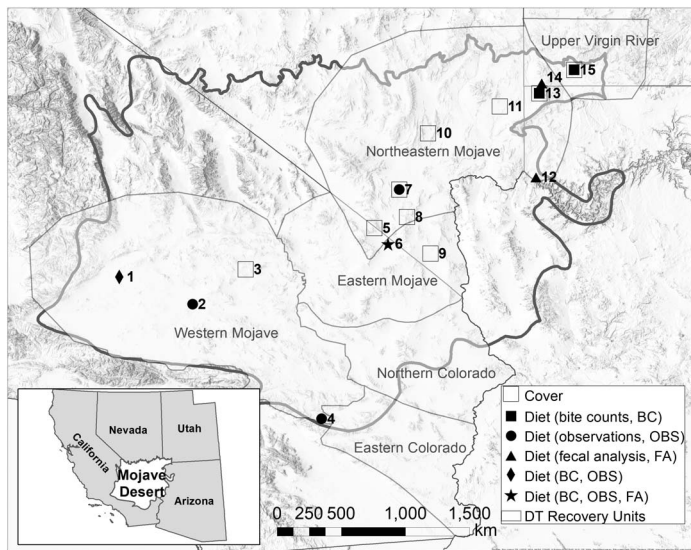 Upper Virgin River
15
14
13
11
10
Northeastern Mojave
12
7
8
5
6
9
Eastern Mojave
3
1
2
Western Mojave
Northern Colorado
4
Eastern Colorado
Nevada
Utah
California
Mojave
Desert
Arizona
Cover
Diet (bite counts, BC)
Diet (observations, OBS)
Diet (fecal analysis, FA)
Diet (BC, OBS)
Diet (BC, OBS, FA)
DT Recovery Units
0 250 500 1,000 1,500
km